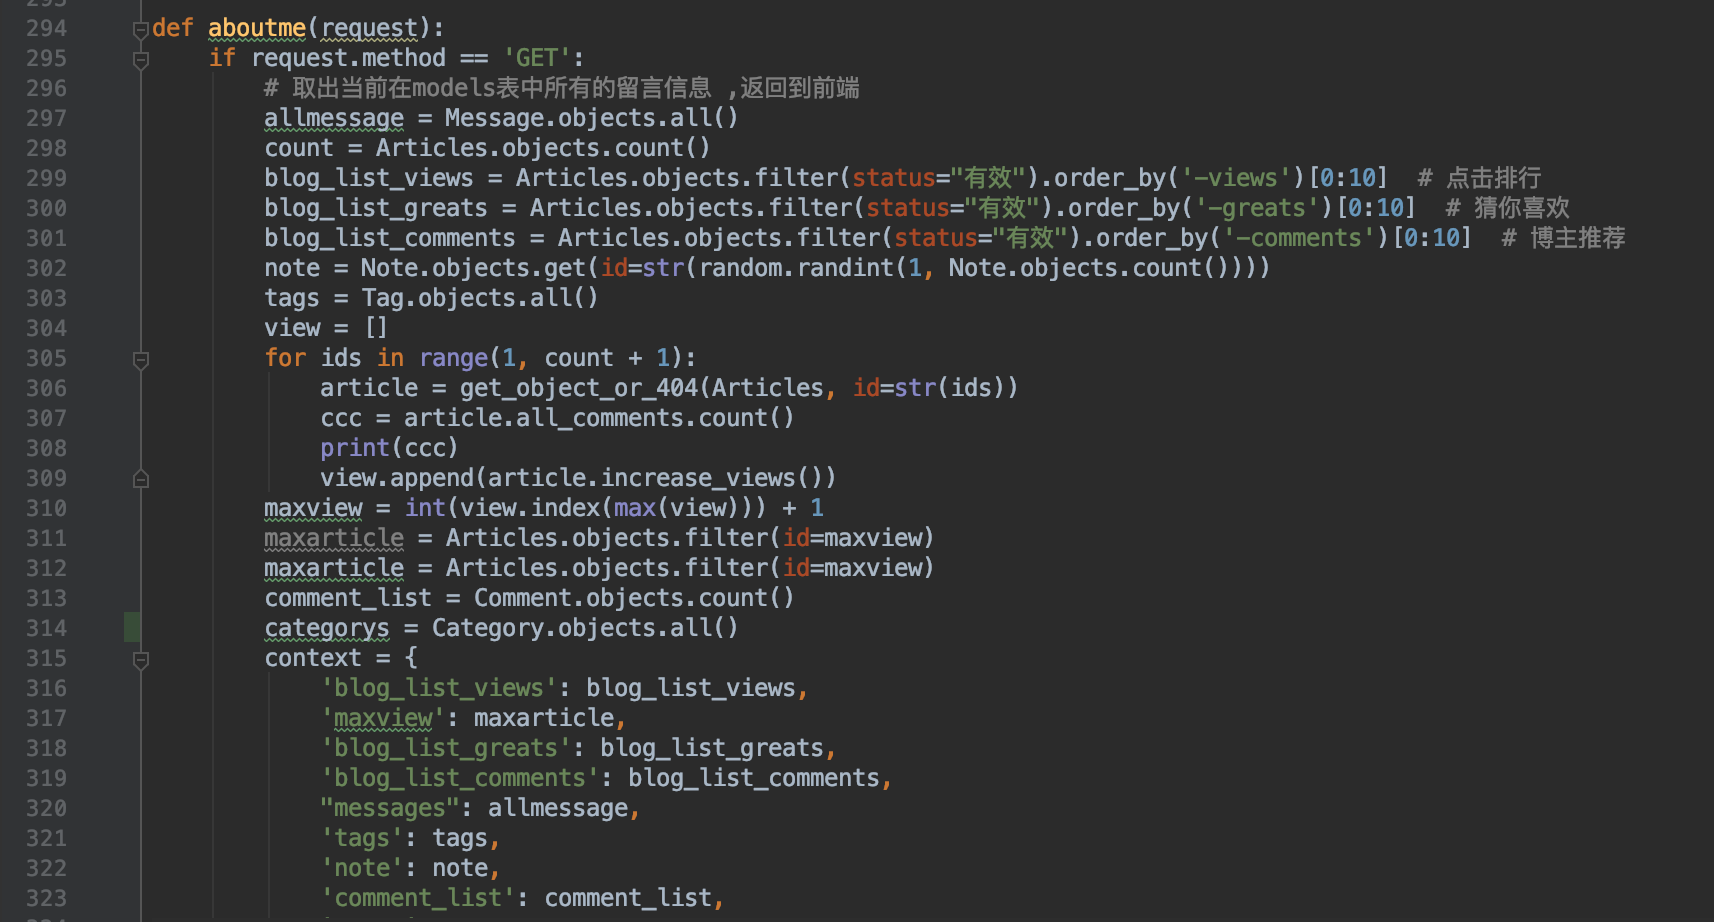 294 def aboutme(request):
295 if request.method == 'GET':
296 # 取出当前在models表中所有的留言信息 ,返回到前端
297 allmessage = Message.objects.all()
298 count = Articles.objects.count()
299 blog_list_views = Articles.objects.filter(status="有效").order_by('-views')[0:10]  # 点击排行
300 blog_list_greats = Articles.objects.filter(status="有效").order_by('-greats')[0:10]  # 猜你喜欢
301 blog_list_comments = Articles.objects.filter(status="有效").order_by('-comments')[0:10]  # 博主推荐
302 note = Note.objects.get(id=str(random.randint(1, Note.objects.count())))
303 tags = Tag.objects.all()
304 view = []
305 for ids in range(1, count + 1):
306 article = get_object_or_404(Articles, id=str(ids))
307 ccc = article.all_comments.count()
308 print(ccc)
309 view.append(article.increase_views())
310 maxview = int(view.index(max(view))) + 1
311 maxarticle = Articles.objects.filter(id=maxview)
312 maxarticle = Articles.objects.filter(id=maxview)
313 comment_list = Comment.objects.count()
314 categorys = Category.objects.all()
315 context = {
316 'blog_list_views': blog_list_views,
317 'maxview': maxarticle,
318 'blog_list_greats': blog_list_greats,
319 'blog_list_comments': blog_list_comments,
320 "messages": allmessage,
321 'tags': tags,
322 'note': note,
323 'comment_list': comment_list,